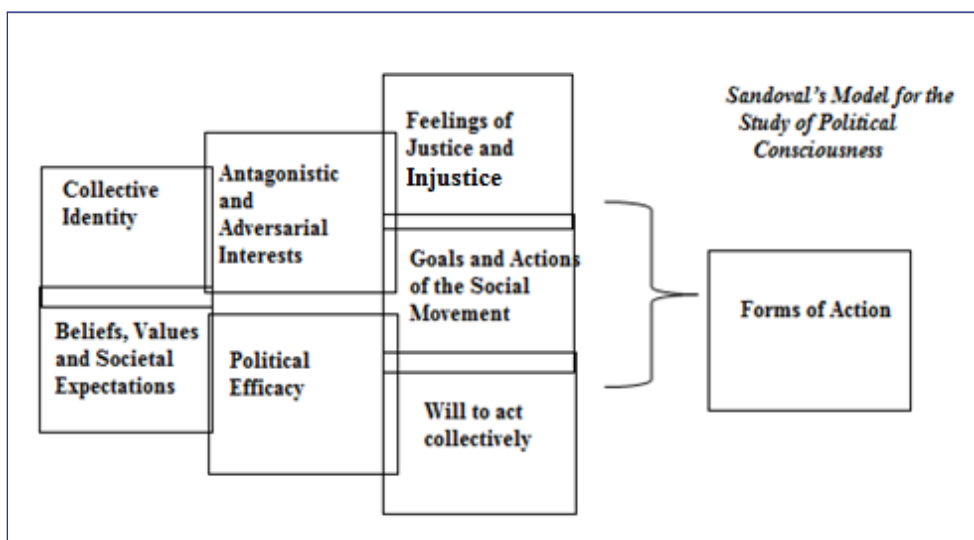 Sandoval's Model for the
Study of Political
Consciousness
Collective
Identity
Beliefs, Values
and Societal
Expectations
Antagonistic
and
Adversarial
Interests
Political
Efficacy
Feelings of
Justice and
Injustice
Goals and Actions
of the Social
Movement
Will to act
collectively
Forms of Action